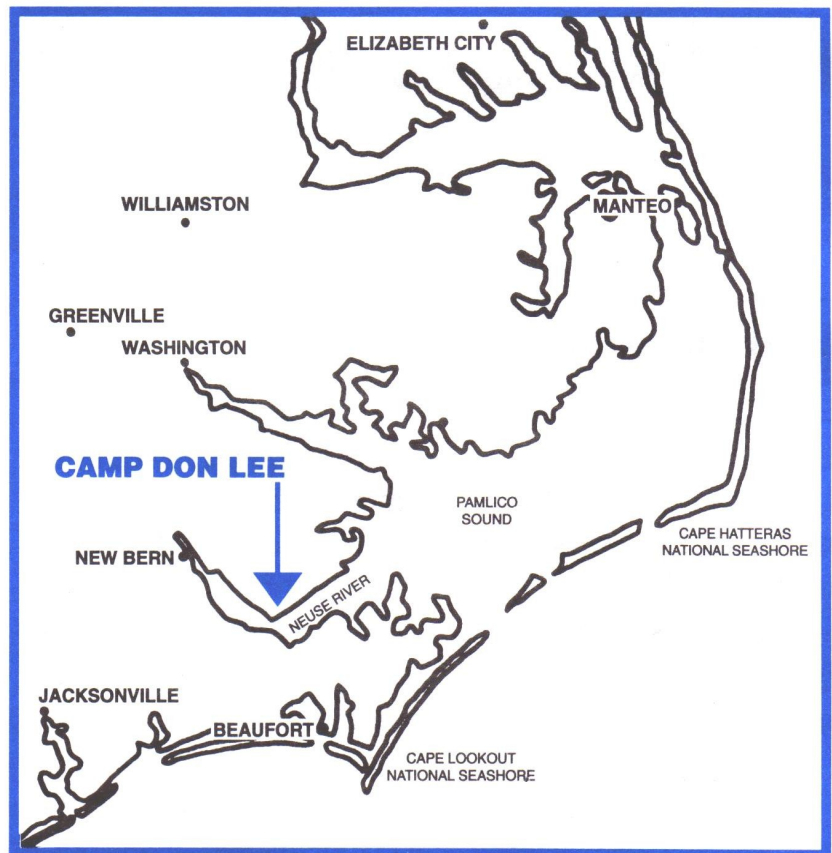 ELIZABETH CITY
WILLIAMSTON
MANTEO
GREENVILLE
WASHINGTON
CAMP DON LEE
PAMLICO
SOUND
CAPE HATTERAS
NATIONAL SEASHORE
NEW BERN
NEUSE RIVER
JACKSONVILLE
BEAUFORT
CAPE LOOKOUT
NATIONAL SEASHORE